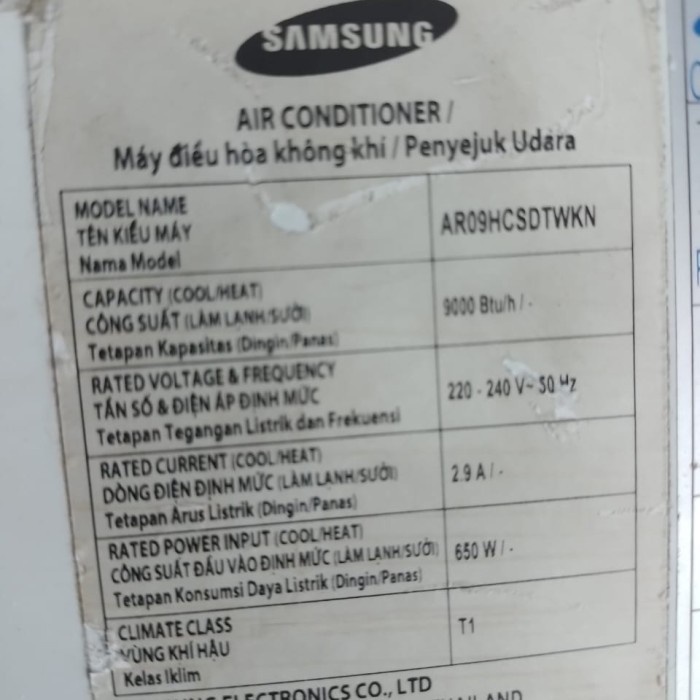 SAMSUNG
AIR CONDITIONER /
Máy điều hòa không khí / Penyejuk Udara
MODEL NAME
TÊN KIỂU MÁY
Nama Model
AR09HCSDTWKN
CAPACITY (COOL/HEAT)
CÔNG SUẤT (LÀM LẠNH/SƯỞI)
Tetapan Kapasitas (Dingin/Panas)
9000 Btu/h / -
RATED VOLTAGE & FREQUENCY
TẦN SỐ & ĐIỆN ÁP ĐỊNH MỨC
Tetapan Tegangan Listrik dan Frekuensi
220 - 240 V~ 50 Hz
RATED CURRENT (COOL/HEAT)
DÒNG ĐIỆN ĐỊNH MỨC (LÀM LẠNH/SƯỞI)
Tetapan Arus Listrik (Dingin/Panas)
2.9 A / -
RATED POWER INPUT (COOL/HEAT)
CÔNG SUẤT ĐẦU VÀO ĐỊNH MỨC (LÀM LẠNH/SƯỞI)
Tetapan Konsumsi Daya Listrik (Dingin/Panas)
650 W / -
CLIMATE CLASS
VÙNG KHÍ HẬU
Kelas Iklim
T1
ELECTRONICS CO., LTD